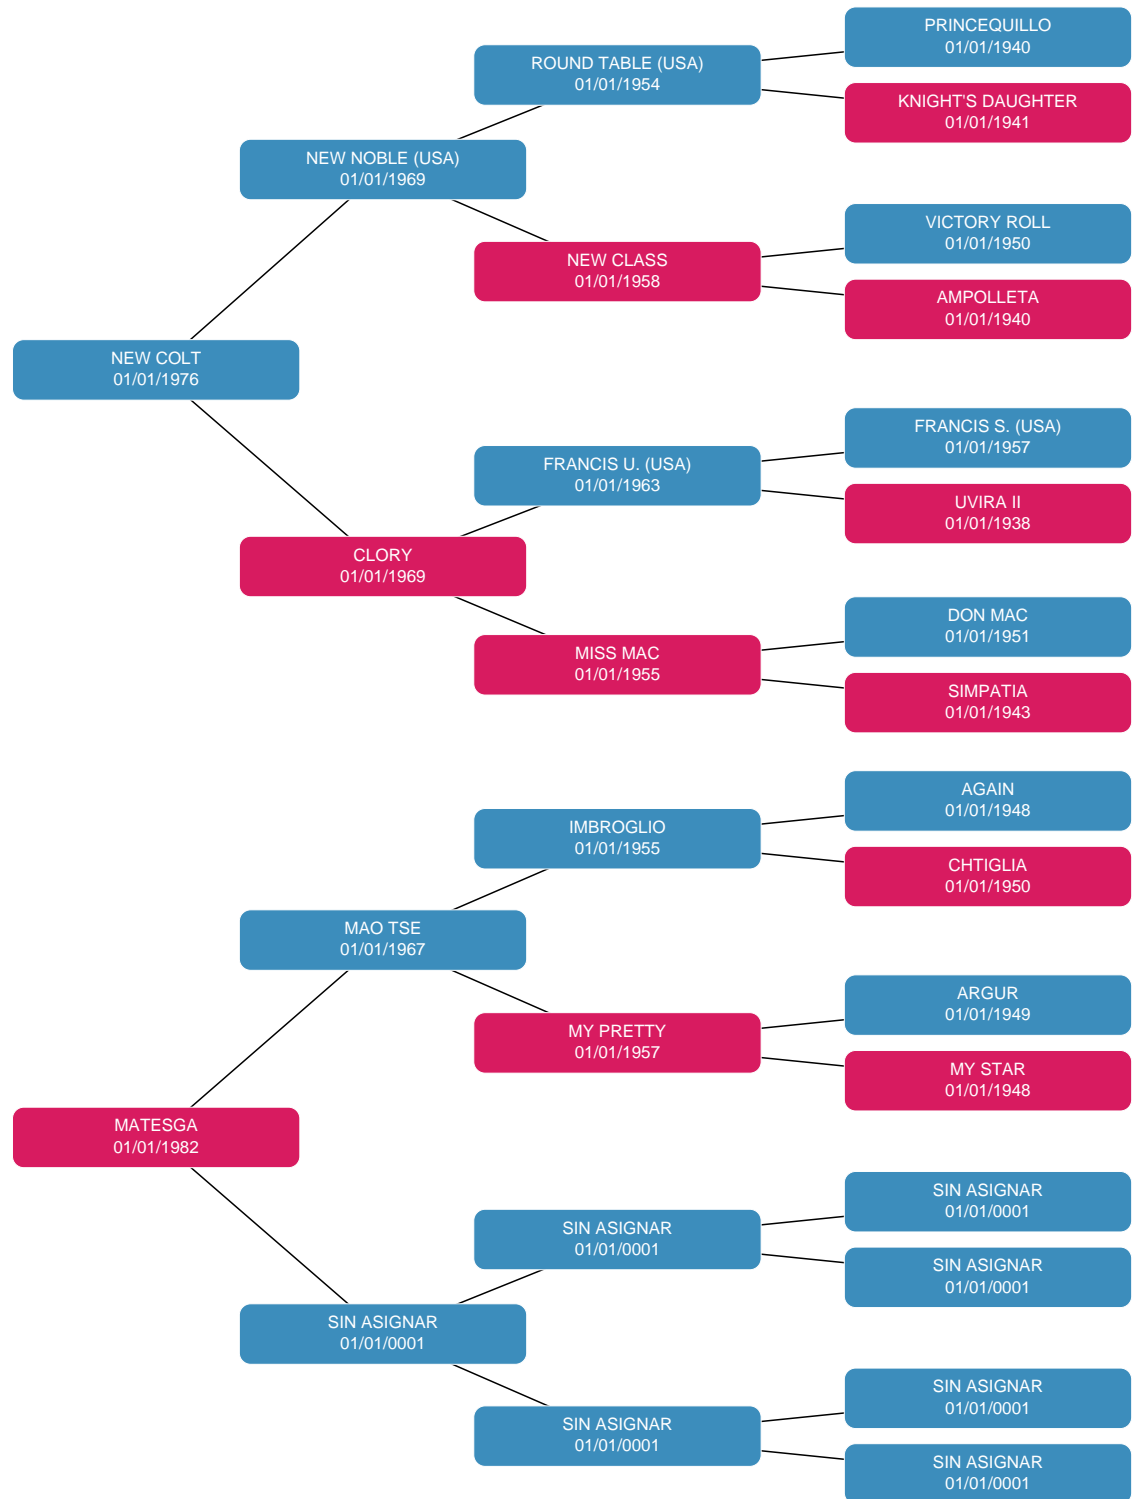 PRINCEQUILLO
01/01/1940
ROUND TABLE (USA)
01/01/1954
KNIGHT'S DAUGHTER
01/01/1941
NEW NOBLE (USA)
01/01/1969
VICTORY ROLL
01/01/1950
NEW CLASS
01/01/1958
AMPOLLETA
01/01/1940
NEW COLT
01/01/1976
FRANCIS S. (USA)
01/01/1957
FRANCIS U. (USA)
01/01/1963
UVIRA II
01/01/1938
CLORY
01/01/1969
DON MAC
01/01/1951
MISS MAC
01/01/1955
SIMPATIA
01/01/1943
AGAIN
01/01/1948
IMBROGLIO
01/01/1955
CHTIGLIA
01/01/1950
MAO TSE
01/01/1967
ARGUR
01/01/1949
MY PRETTY
01/01/1957
MY STAR
01/01/1948
MATESGA
01/01/1982
SIN ASIGNAR
01/01/0001
SIN ASIGNAR
01/01/0001
SIN ASIGNAR
01/01/0001
SIN ASIGNAR
01/01/0001
SIN ASIGNAR
01/01/0001
SIN ASIGNAR
01/01/0001
SIN ASIGNAR
01/01/0001